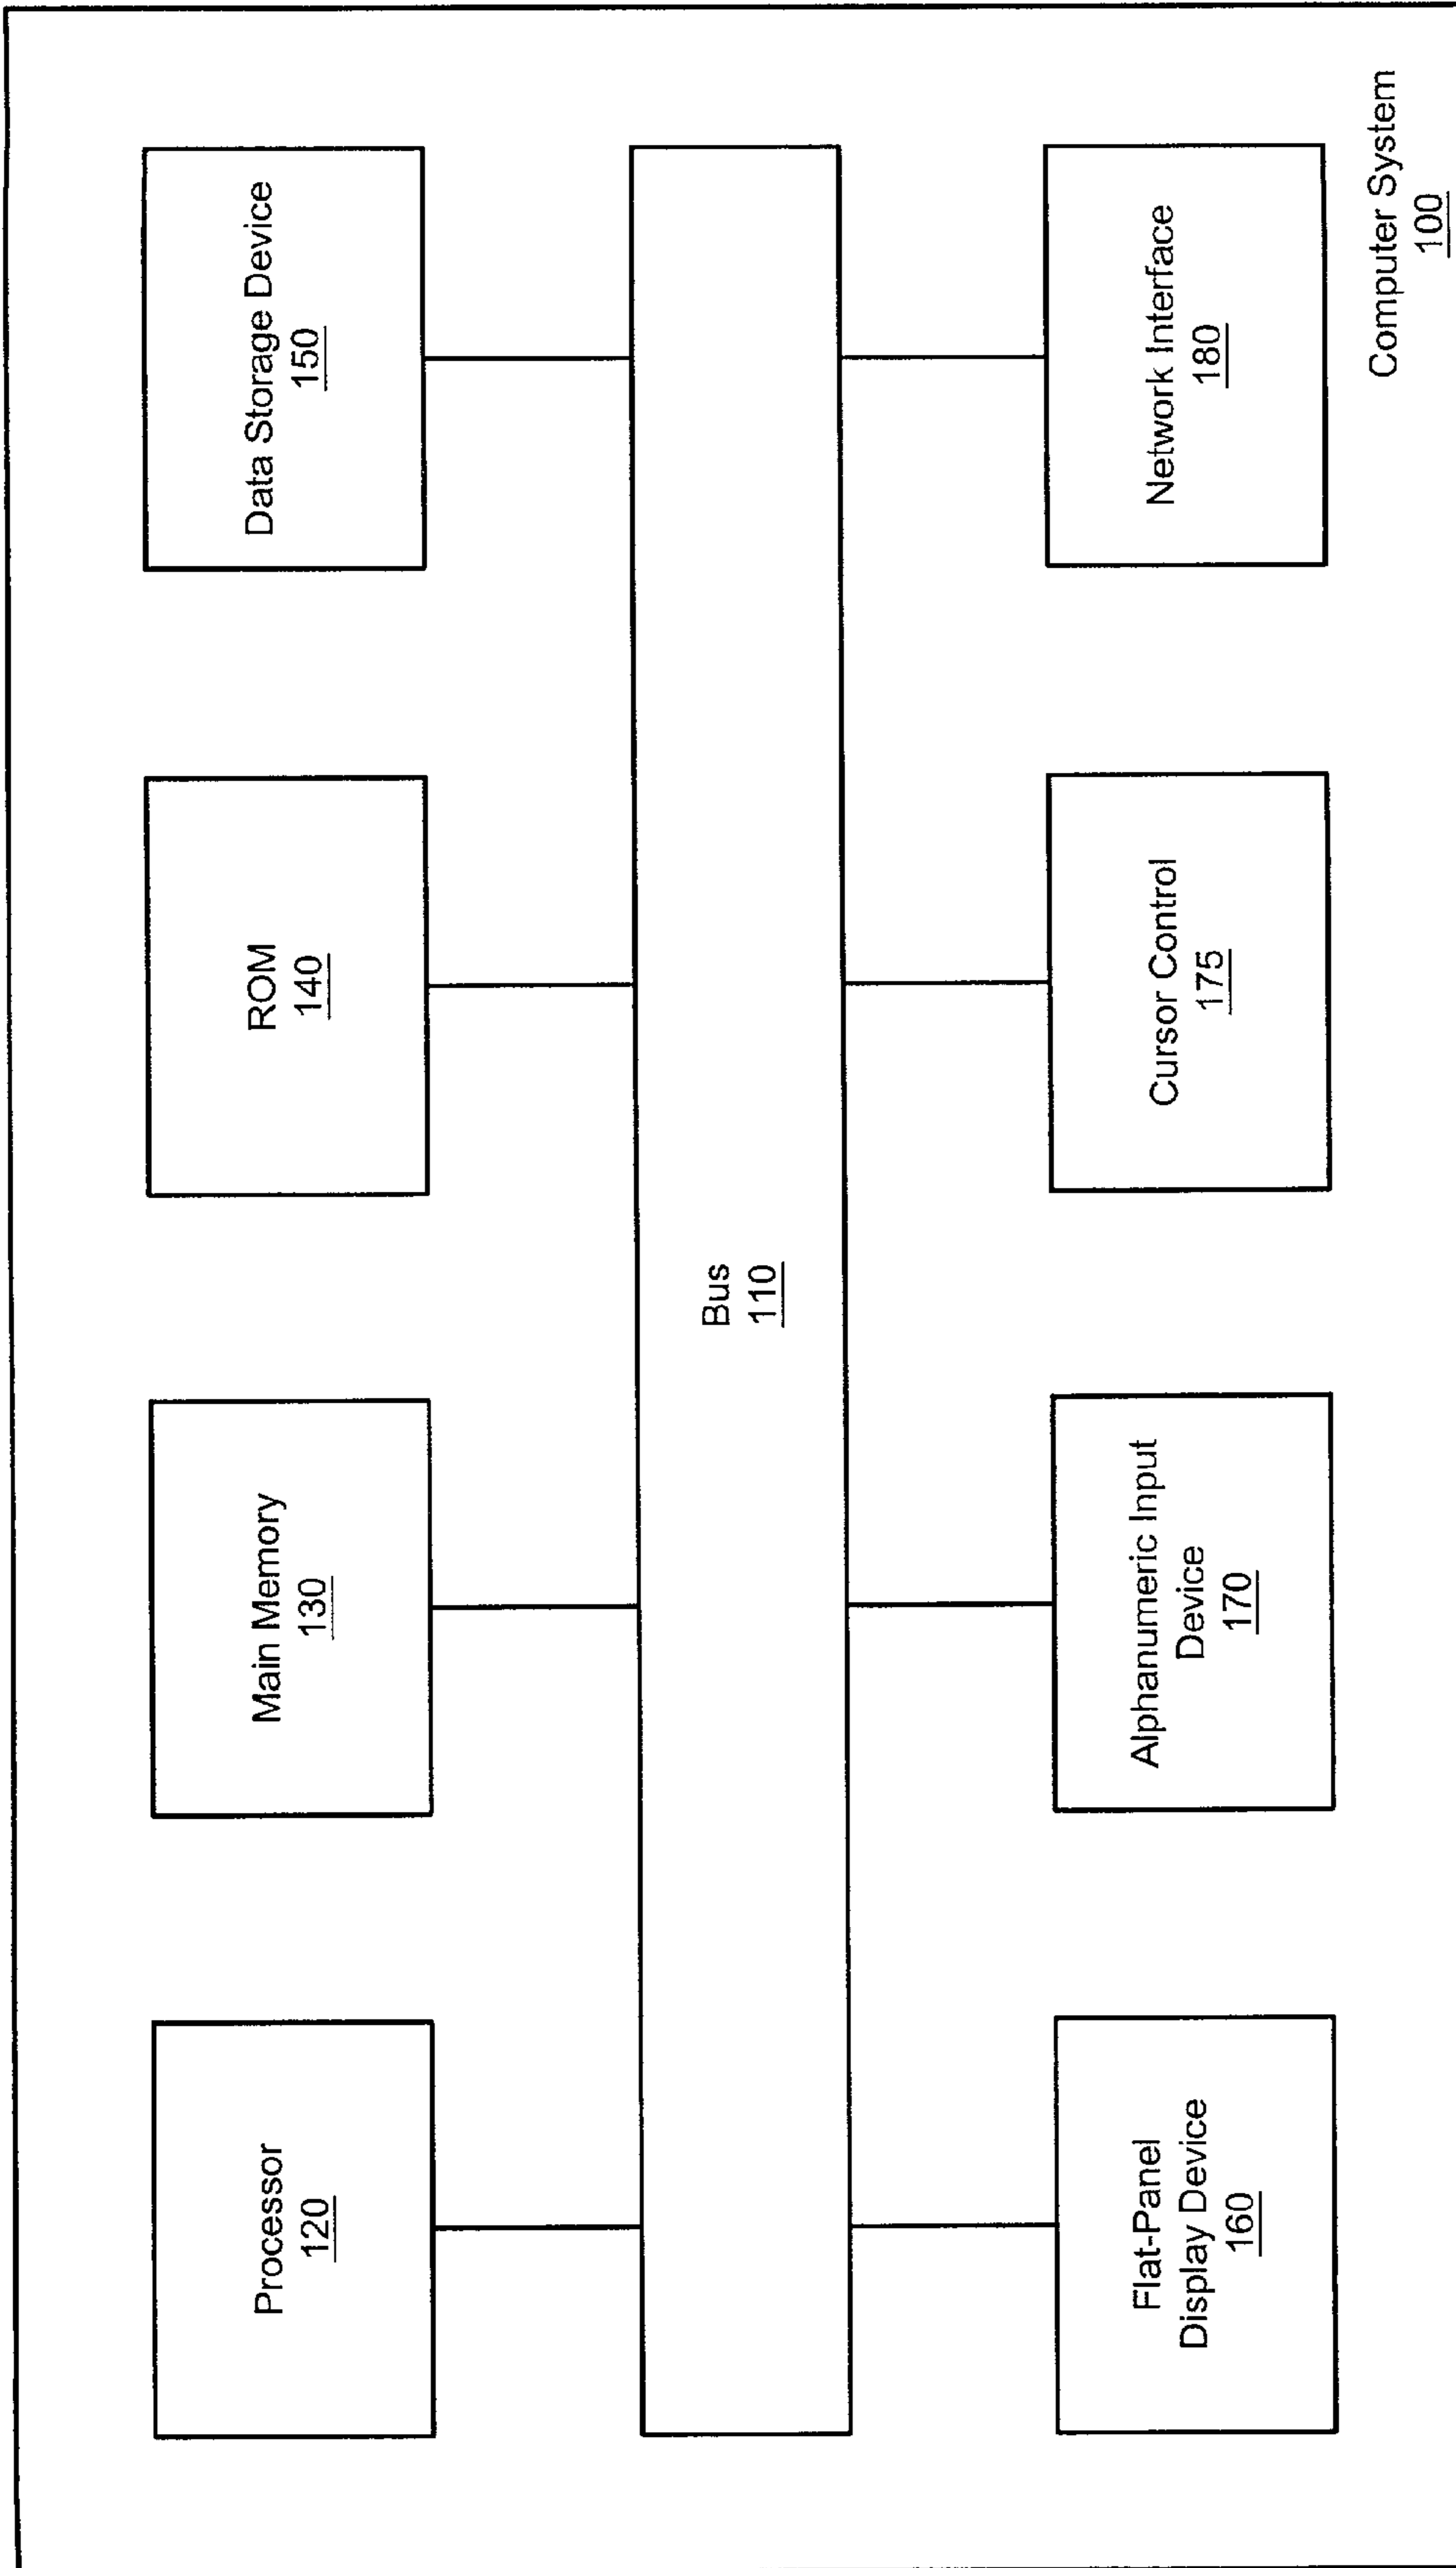 Processor
120
Main Memory
130
ROM
140
Data Storage Device
150
Bus
110
Flat-Panel
Display Device
160
Alphanumeric Input
Device
170
Cursor Control
175
Network Interface
180
Computer System
100